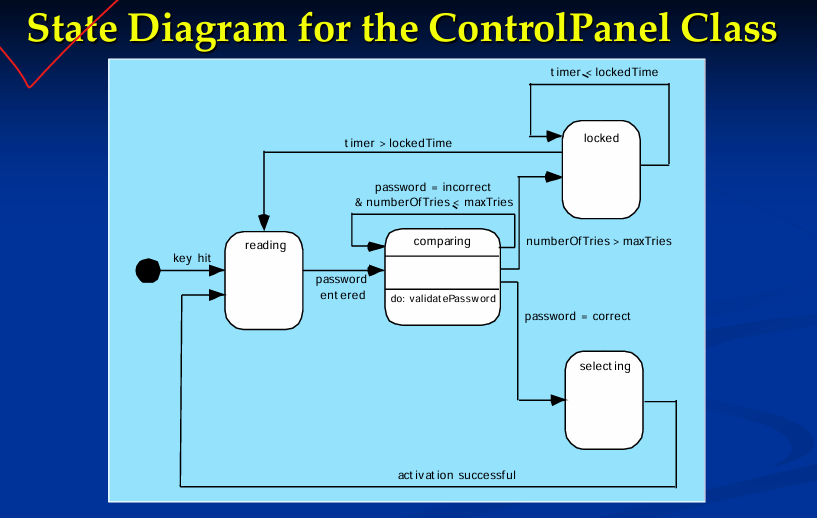 State Diagram for the ControlPanel Class
timer ≤ lockedTime
locked
timer > lockedTime
password = incorrect
& numberOfTries ≤ maxTries
reading
comparing
numberOfTries > maxTries
key hit
password
entered
do: validatePassword
password = correct
selecting
activation successful